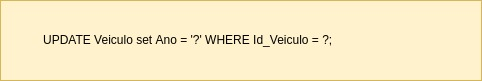 UPDATE Veiculo set Ano = '?' WHERE Id_Veiculo = ?;